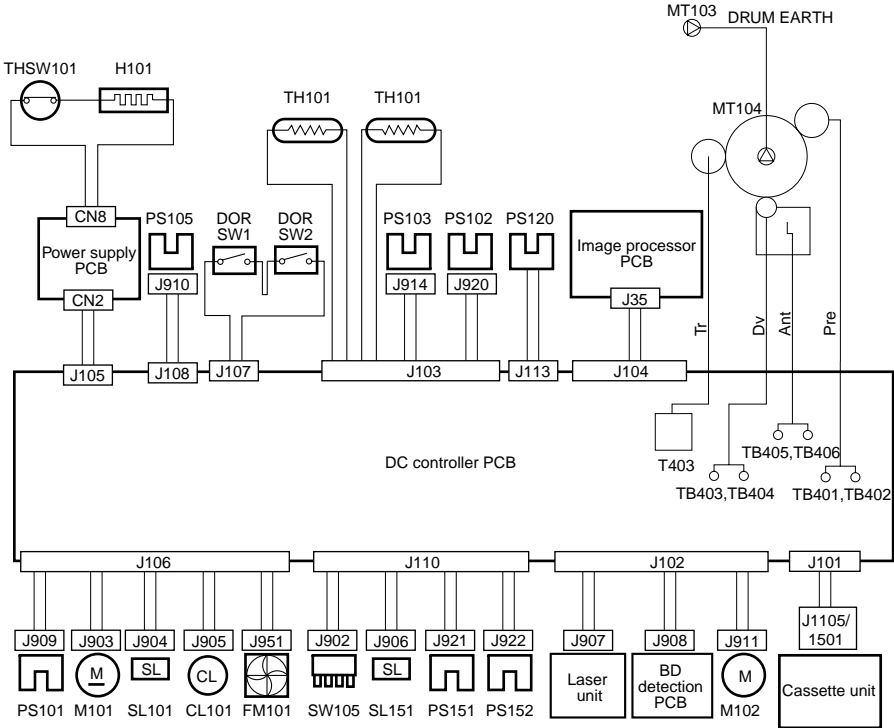 MT103
DRUM EARTH
THSW101
H101
TH101
TH101
MT104
CN8
PS105
DOR
SW1
DOR
SW2
PS103
PS102
PS120
Power supply
PCB
Image processor
PCB
J910
J914
J920
CN2
J35
Tr
Dv
Ant
Pre
J105
J108
J107
J103
J113
J104
DC controller PCB
T403
TB405,TB406
TB403,TB404
TB401,TB402
J106
J110
J102
J101
J909
J903
J904
J905
J951
J902
J906
J921
J922
J907
J908
J911
J1105/
1501
M
SL
CL
SL
Laser
unit
BD
detection
PCB
M
Cassette unit
PS101
M101
SL101
CL101
FM101
SW105
SL151
PS151
PS152
M102